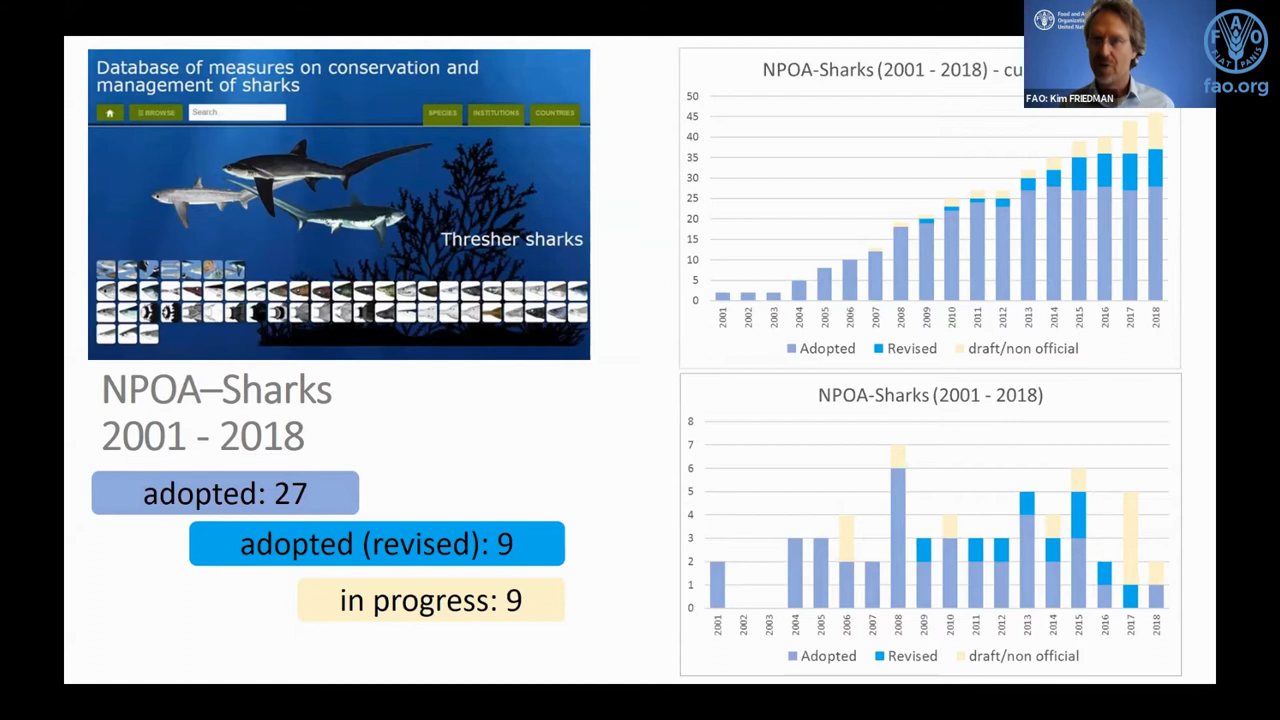 Database of measures on conservation and
management of sharks
BROWSE
Search
SPECIES
INSTITUTIONS
COUNTRIES
Thresher sharks
NPOA–Sharks
2001 - 2018
adopted: 27
adopted (revised): 9
in progress: 9
NPOA-Sharks (2001 - 2018) - cu
50
45
40
35
30
25
20
15
10
5
0
2001 2002 2003 2004 2005 2006 2007 2008 2009 2010 2011 2012 2013 2014 2015 2016 2017 2018
Adopted Revised draft/non official
NPOA-Sharks (2001 - 2018)
8
7
6
5
4
3
2
1
0
2001 2002 2003 2004 2005 2006 2007 2008 2009 2010 2011 2012 2013 2014 2015 2016 2017 2018
Adopted Revised draft/non official
Food and
Organizatio
United Nat
FAO: Kim FRIEDMAN
FAO
FIAT PANIS
fao.org